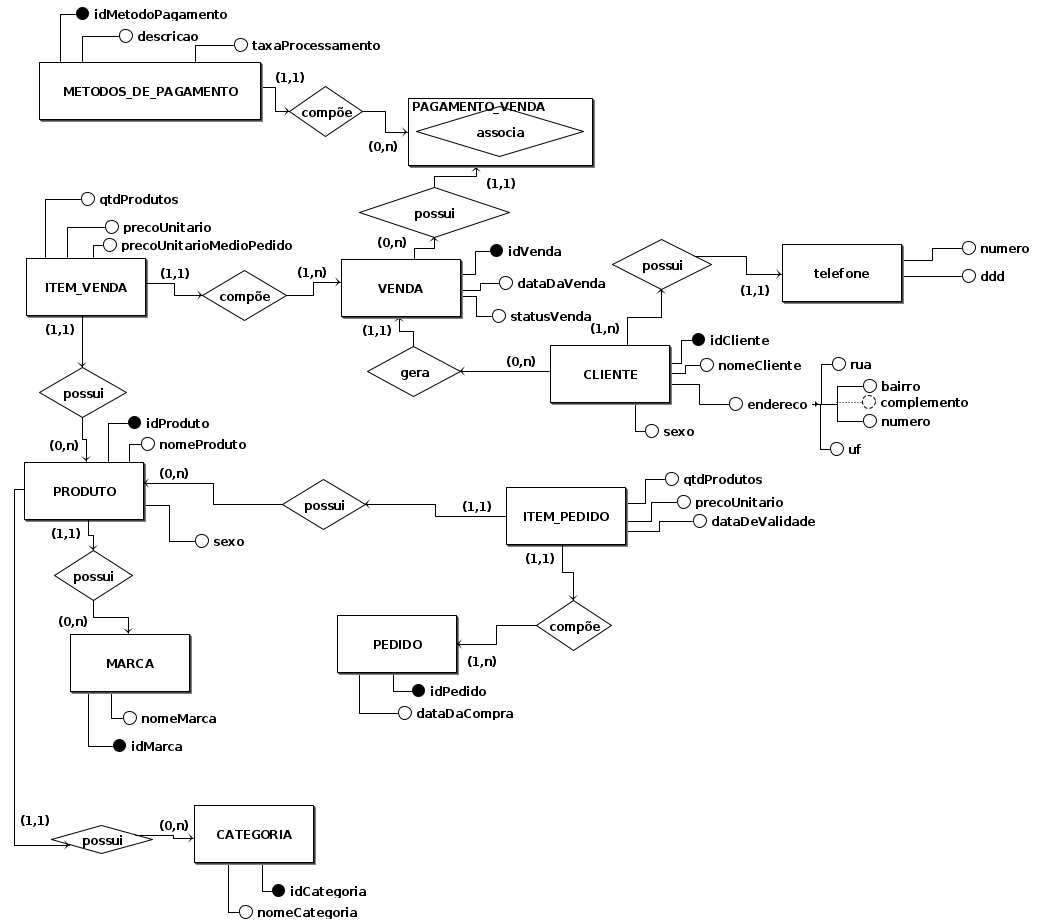 idMetodoPagamento
descricao
taxaProcessamento
METODOS_DE_PAGAMENTO
(1,1)
compõe
(0,n)
PAGAMENTO_VENDA
associa
(1,1)
possui
(0,n)
qtdProdutos
precoUnitario
precoUnitarioMedioPedido
ITEM_VENDA
(1,1)
compõe
(1,n)
VENDA
idVenda
dataDaVenda
statusVenda
(1,1)
gera
(0,n)
possui
(1,1)
telefone
numero
ddd
(1,n)
CLIENTE
idCliente
nomeCliente
endereco
rua
bairro
complemento
numero
uf
sexo
(1,1)
possui
(0,n)
idProduto
nomeProduto
PRODUTO
(0,n)
sexo
possui
(1,1)
ITEM_PEDIDO
qtdProdutos
precoUnitario
dataDeValidade
(1,1)
compõe
(1,n)
PEDIDO
idPedido
dataDaCompra
(1,1)
possui
(0,n)
MARCA
nomeMarca
idMarca
(1,1)
possui
(0,n)
CATEGORIA
idCategoria
nomeCategoria